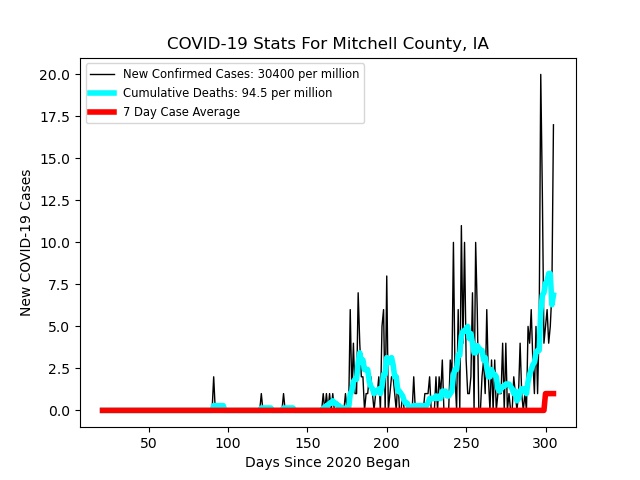 COVID-19 Stats For Mitchell County, IA
New Confirmed Cases: 30400 per million
Cumulative Deaths: 94.5 per million
7 Day Case Average
New COVID-19 Cases
20.0
17.5
15.0
12.5
10.0
7.5
5.0
2.5
0.0
50 100 150 200 250 300
Days Since 2020 Began